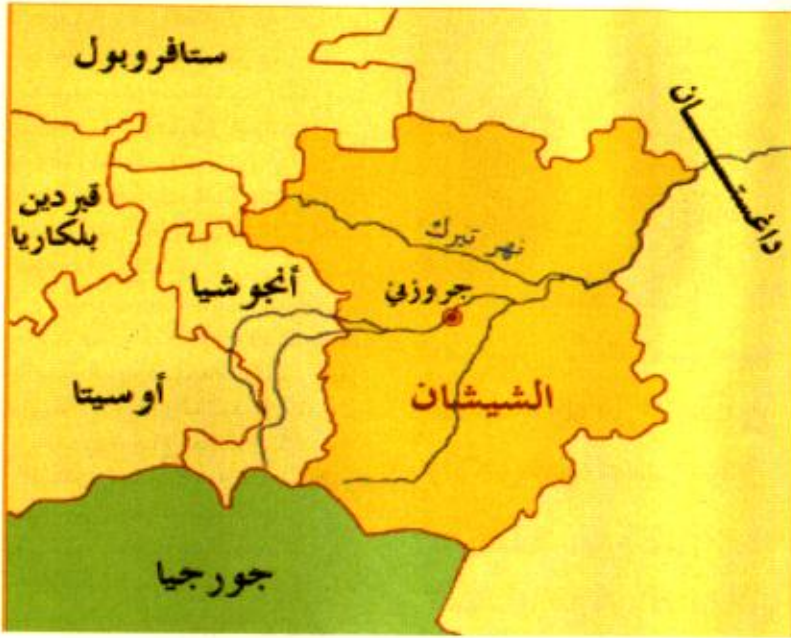 ستافروبول
داغستان
قبردين
بلكاريا
نهر تيرك
أنجوشيا
جروزني
أوسيتا
الشيشان
جورجيا